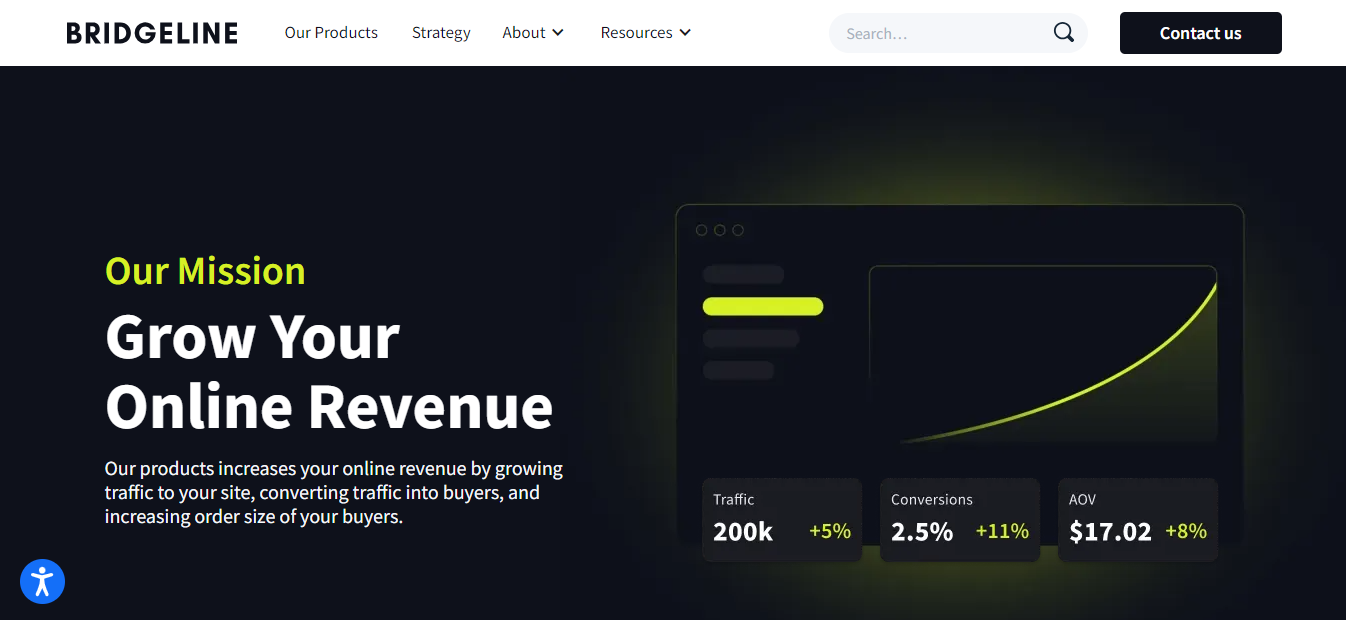 BRIDGELINE
Our Products
Strategy
About
Resources
Search...
Contact us
Our Mission
Grow Your
Online Revenue
Our products increases your online revenue by growing
traffic to your site, converting traffic into buyers, and
increasing order size of your buyers.
Traffic
200k +5%
Conversions
2.5% +11%
AOV
$17.02 +8%